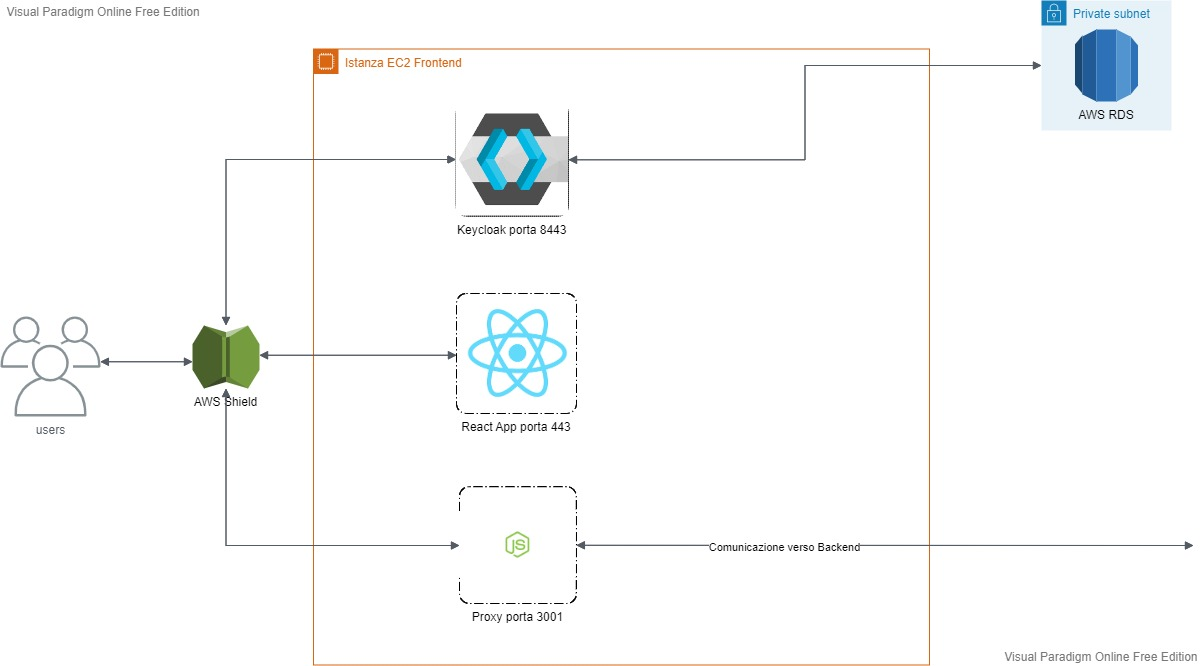 Visual Paradigm Online Free Edition
Private subnet
Istanza EC2 Frontend
AWS RDS
Keycloak porta 8443
AWS Shield
React App porta 443
users
JS
Comunicazione verso Backend
Proxy porta 3001
Visual Paradigm Online Free Edition